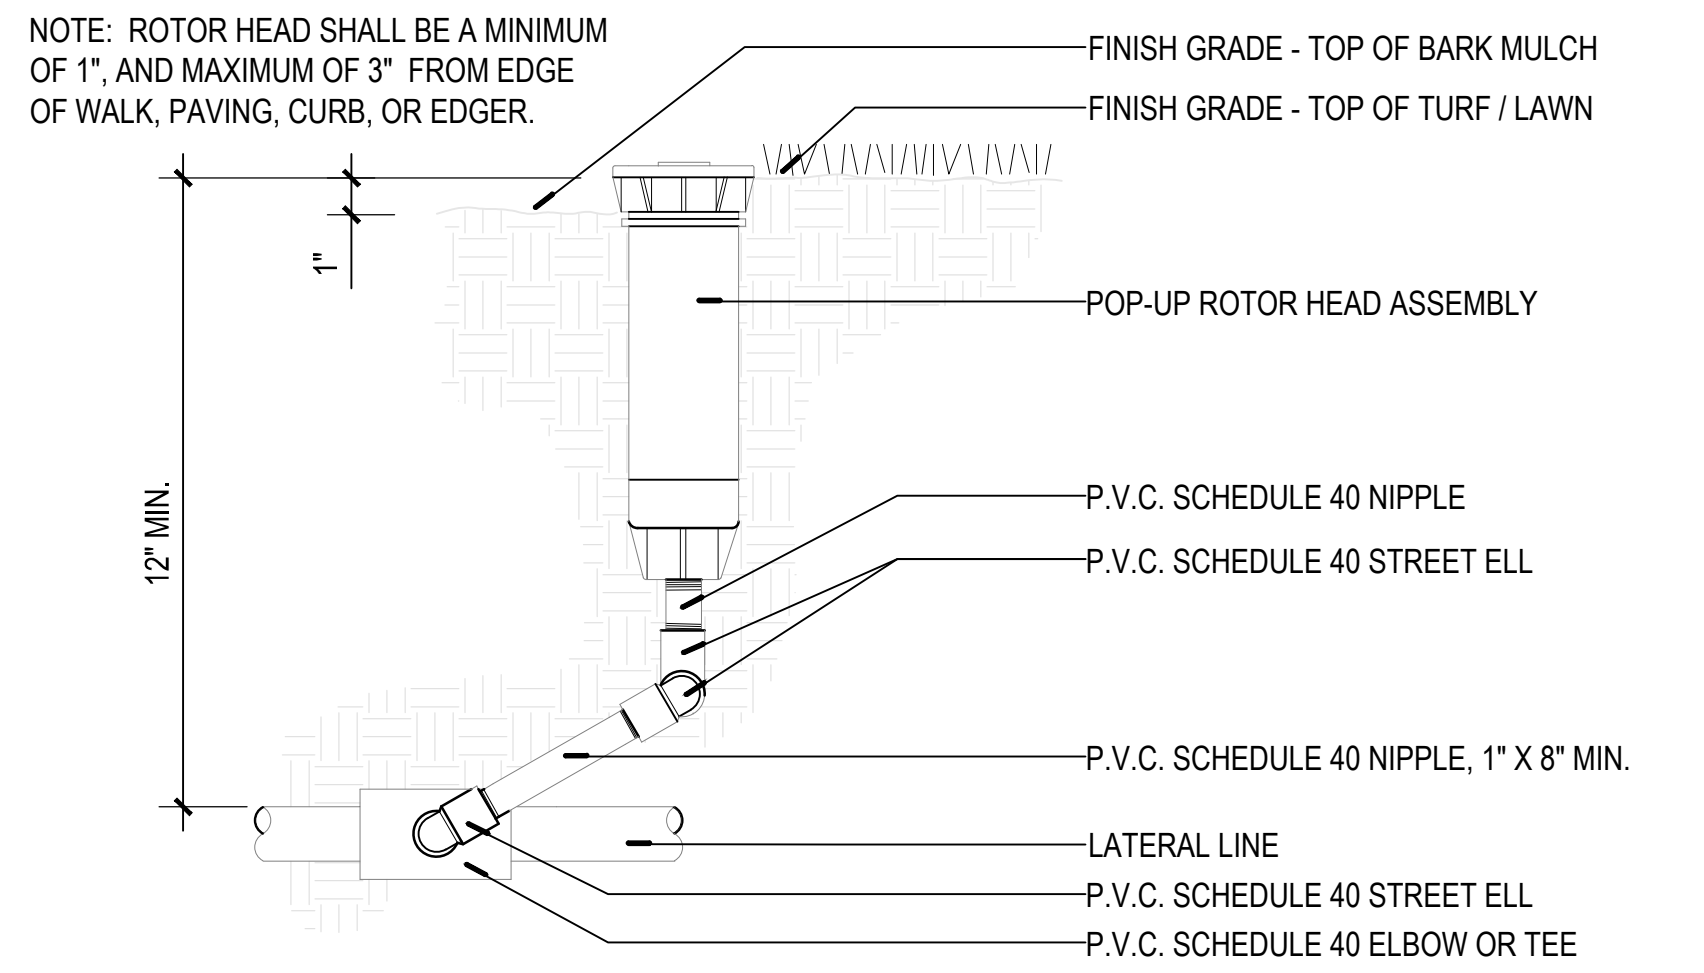 NOTE: ROTOR HEAD SHALL BE A MINIMUM
OF 1", AND MAXIMUM OF 3" FROM EDGE
OF WALK, PAVING, CURB, OR EDGER.
FINISH GRADE - TOP OF BARK MULCH
FINISH GRADE - TOP OF TURF / LAWN
1"
POP-UP ROTOR HEAD ASSEMBLY
12" MIN.
P.V.C. SCHEDULE 40 NIPPLE
P.V.C. SCHEDULE 40 STREET ELL
P.V.C. SCHEDULE 40 NIPPLE, 1" X 8" MIN.
LATERAL LINE
P.V.C. SCHEDULE 40 STREET ELL
P.V.C. SCHEDULE 40 ELBOW OR TEE